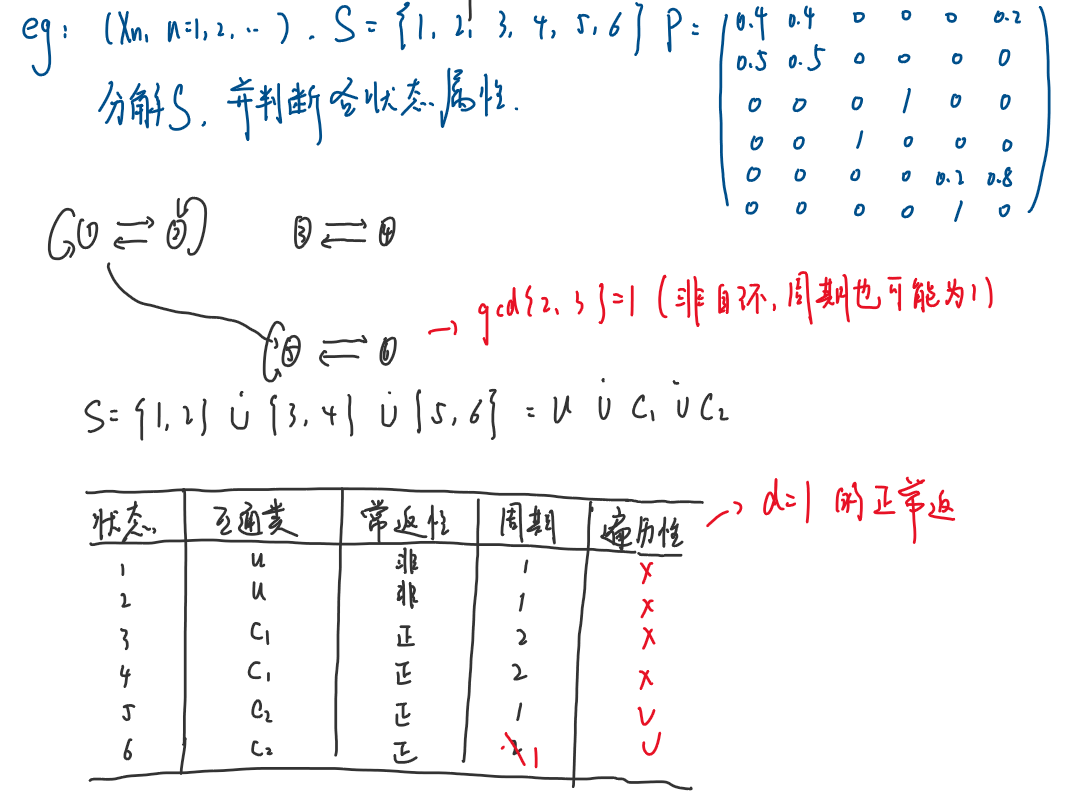 eg: (Xn, n=1,2,…). S={1,2,3,4,5,6} P=
0.4 0.4 0 0 0 0.2
0.5 0.5 0 0 0 0
0 0 0 1 0 0
0 0 1 0 0 0
0 0 0 0 0.2 0.8
0 0 0 0 1 0
分解S, 并判断各状态属性.
① ②
③ ④
⑤ ⑥
gcd{2,3}=1 (非自环,周期也可能为1)
S={1,2} ∪̇ {3,4} ∪̇ {5,6} = U ∪̇ C₁ ∪̇ C₂
d=1 的正常返
状态 互通类 常返性 周期 遍历性
1 U 非 1 ×
2 U 非 1 ×
3 C₁ 正 2 ×
4 C₁ 正 2 ×
5 C₂ 正 1 √
6 C₂ 正 1 √